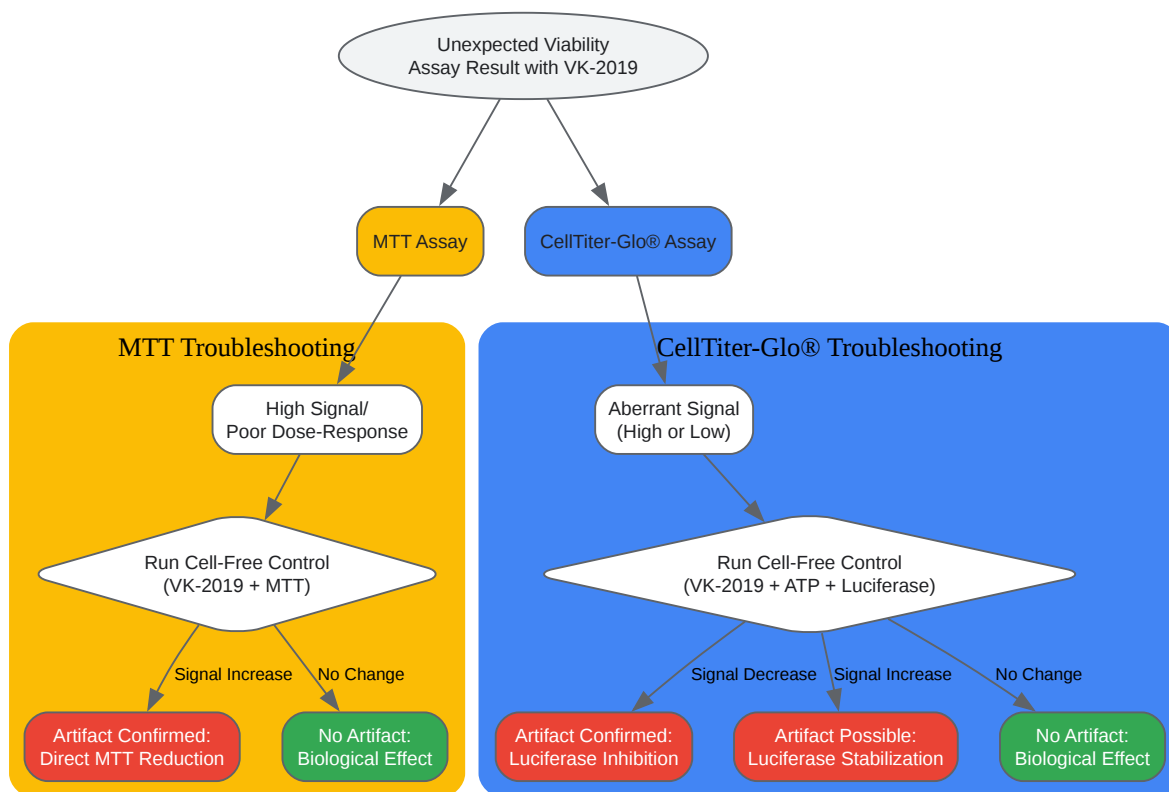 Unexpected Viability
Assay Result with VK-2019
MTT Assay
CellTiter-Glo® Assay
MTT Troubleshooting
High Signal/
Poor Dose-Response
Run Cell-Free Control
(VK-2019 + MTT)
Signal Increase
No Change
Artifact Confirmed:
Direct MTT Reduction
No Artifact:
Biological Effect
CellTiter-Glo® Troubleshooting
Aberrant Signal
(High or Low)
Run Cell-Free Control
(VK-2019 + ATP + Luciferase)
Signal Decrease
Signal Increase
No Change
Artifact Confirmed:
Luciferase Inhibition
Artifact Possible:
Luciferase Stabilization
No Artifact:
Biological Effect